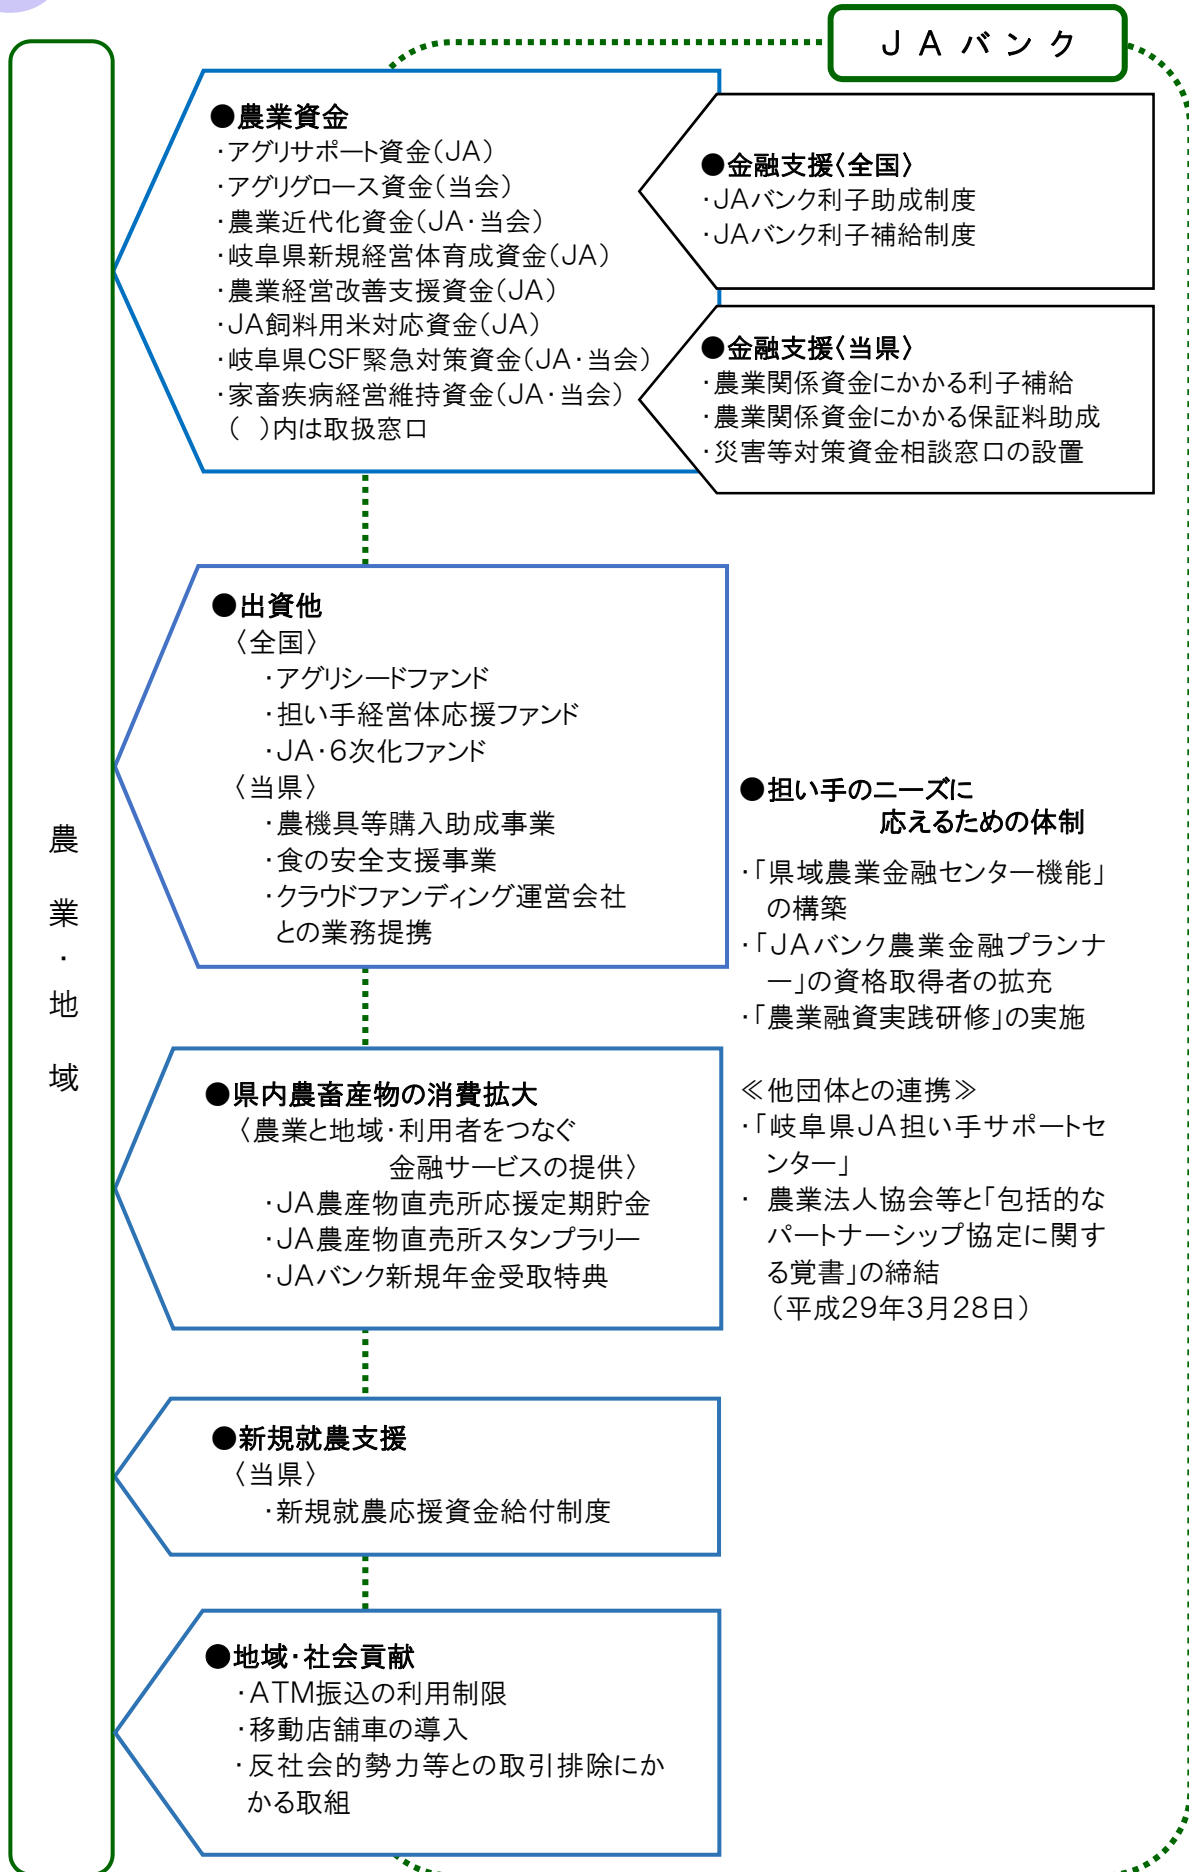 JAバンク
●農業資金
・アグリサポート資金(JA)
・アグリグロース資金(当会)
・農業近代化資金(JA・当会)
・岐阜県新規経営体育成資金(JA)
・農業経営改善支援資金(JA)
・JA飼料用米対応資金(JA)
・岐阜県CSF緊急対策資金(JA・当会)
・家畜疾病経営維持資金(JA・当会)
(　)内は取扱窓口
●金融支援〈全国〉
・JAバンク利子助成制度
・JAバンク利子補給制度
●金融支援〈当県〉
・農業関係資金にかかる利子補給
・農業関係資金にかかる保証料助成
・災害等対策資金相談窓口の設置
●出資他
〈全国〉
・アグリシードファンド
・担い手経営体応援ファンド
・JA・6次化ファンド
〈当県〉
・農機具等購入助成事業
・食の安全支援事業
・クラウドファンディング運営会社
との業務提携
●担い手のニーズに
応えるための体制
・「県域農業金融センター機能」
の構築
・「JAバンク農業金融プランナ
ー」の資格取得者の拡充
・「農業融資実践研修」の実施
≪他団体との連携≫
・「岐阜県JA担い手サポートセ
ンター」
・ 農業法人協会等と「包括的な
パートナーシップ協定に関す
る覚書」の締結
(平成29年3月28日)
農業・地域
●県内農畜産物の消費拡大
〈農業と地域・利用者をつなぐ
金融サービスの提供〉
・JA農産物直売所応援定期貯金
・JA農産物直売所スタンプラリー
・JAバンク新規年金受取特典
●新規就農支援
〈当県〉
・新規就農応援資金給付制度
●地域・社会貢献
・ATM振込の利用制限
・移動店舗車の導入
・反社会的勢力等との取引排除にか
かる取組